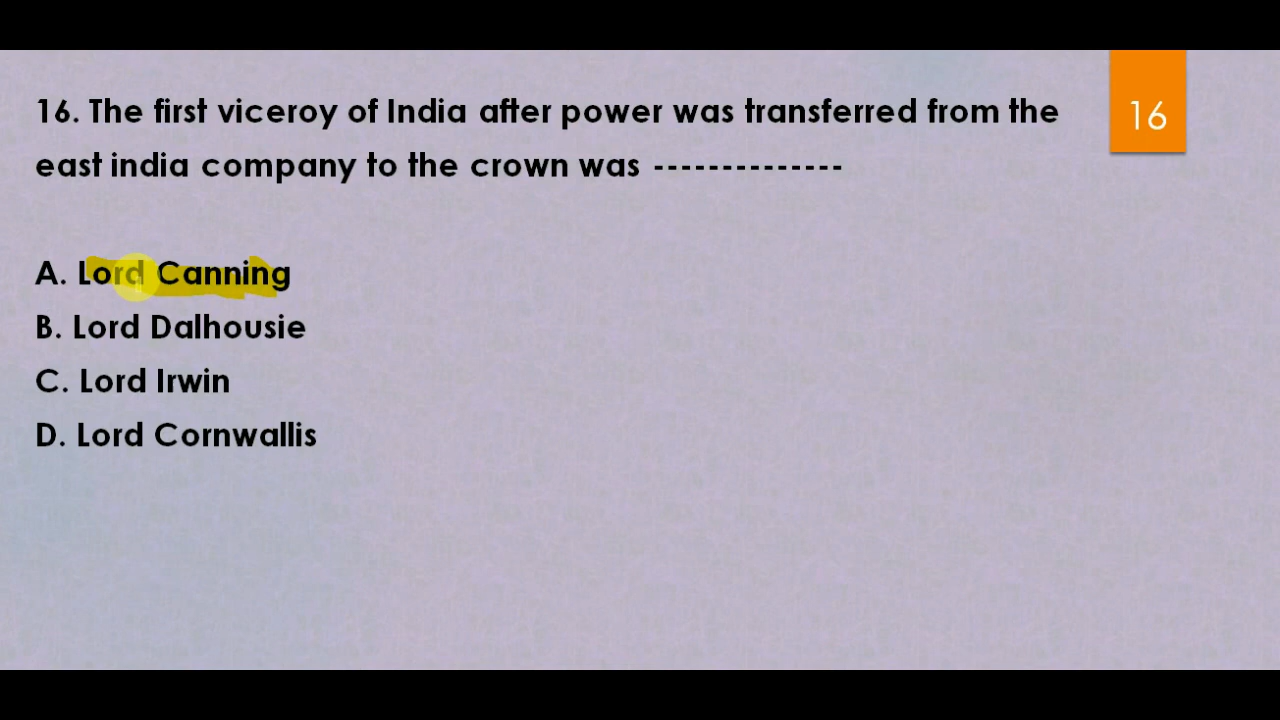 16. The first viceroy of India after power was transferred from the
16
east india company to the crown was --------------
A. Lord Canning
B. Lord Dalhousie
C. Lord Irwin
D. Lord Cornwallis